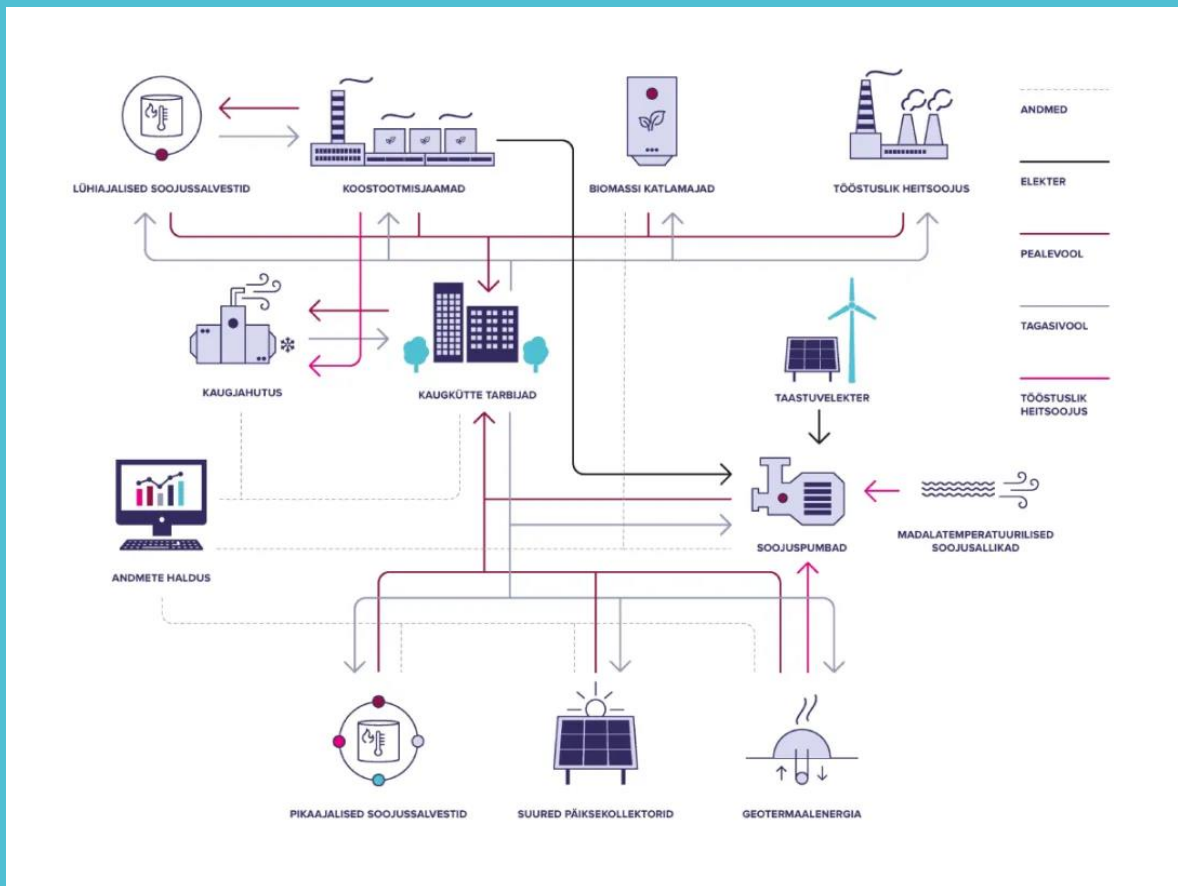 LÜHIAJALISED SOOJUSSALVESTID
KOOSTOOTMISJAAMAD
BIOMASSI KATLAMAJAD
TÖÖSTUSLIK HEITSOOJUS
ANDMED
ELEKTER
PEALEVOOL
TAGASIVOOL
TÖÖSTUSLIK
HEITSOOJUS
KAUGJAHUTUS
KAUGKÜTTE TARBIJAD
TAASTUVELEKTER
ANDMETE HALDUS
SOOJUSPUMBAD
MADALATEMPERATUURILISED
SOOJUSALLIKAD
PIKAAJALISED SOOJUSSALVESTID
SUURED PÄIKSEKOLLEKTORID
GEOTERMAALENERGIA